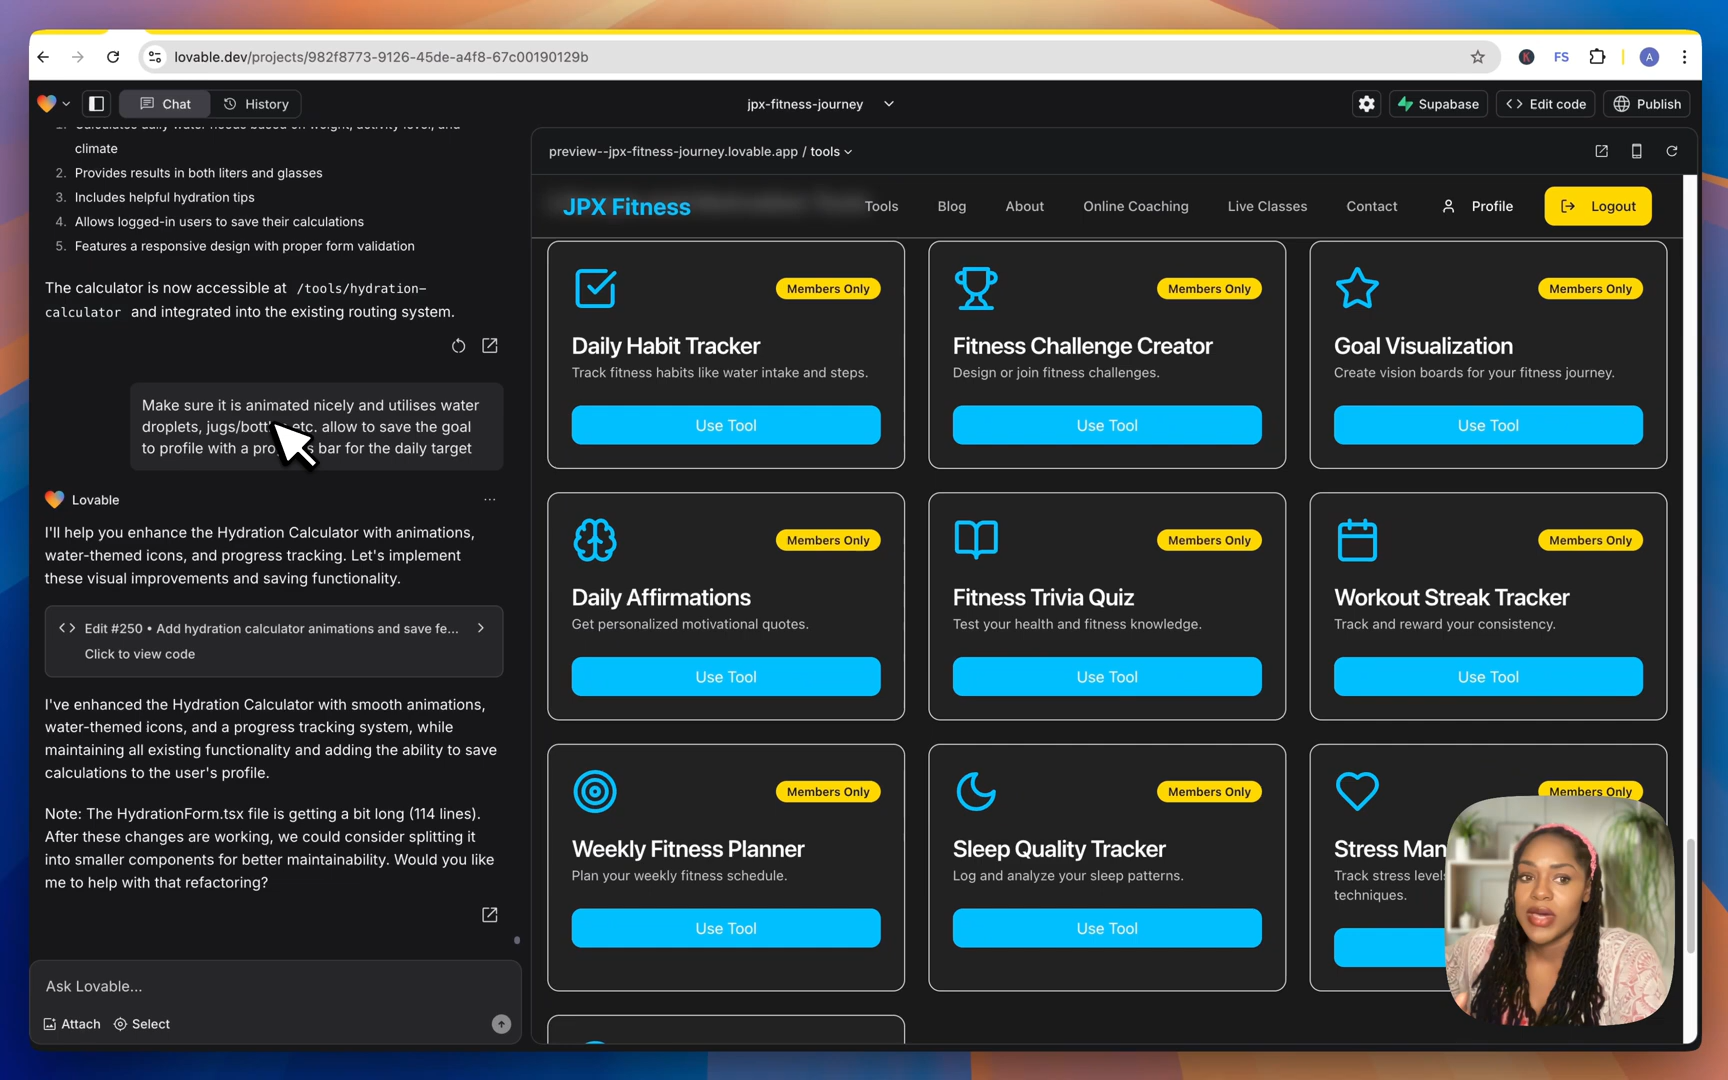 lovable.dev/projects/982f8773-9126-45de-a4f8-67c00190129b
FS
A
Chat
History
jpx-fitness-journey
Supabase
Edit code
Publish
1. Calculates daily water needs based on weight, activity level, and
climate
2. Provides results in both liters and glasses
3. Includes helpful hydration tips
4. Allows logged-in users to save their calculations
5. Features a responsive design with proper form validation
The calculator is now accessible at /tools/hydration-
calculator and integrated into the existing routing system.
Make sure it is animated nicely and utilises water
droplets, etc. allow to save the goal
to profile with a bar for the daily target
Lovable
I'll help you enhance the Hydration Calculator with animations,
water-themed icons, and progress tracking. Let's implement
these visual improvements and saving functionality.
Edit #250 • Add hydration calculator animations and save fe...
Click to view code
I've enhanced the Hydration Calculator with smooth animations,
water-themed icons, and a progress tracking system, while
maintaining all existing functionality and adding the ability to save
calculations to the user's profile.
Note: The HydrationForm.tsx file is getting a bit long (114 lines).
After these changes are working, we could consider splitting it
into smaller components for better maintainability. Would you like
me to help with that refactoring?
Ask Lovable...
Attach
Select
preview--jpx-fitness-journey.lovable.app / tools
JPX Fitness
Tools
Blog
About
Online Coaching
Live Classes
Contact
Profile
Logout
Members Only
Daily Habit Tracker
Track fitness habits like water intake and steps.
Use Tool
Members Only
Fitness Challenge Creator
Design or join fitness challenges.
Use Tool
Members Only
Goal Visualization
Create vision boards for your fitness journey.
Use Tool
Members Only
Daily Affirmations
Get personalized motivational quotes.
Use Tool
Members Only
Fitness Trivia Quiz
Test your health and fitness knowledge.
Use Tool
Members Only
Workout Streak Tracker
Track and reward your consistency.
Use Tool
Members Only
Weekly Fitness Planner
Plan your weekly fitness schedule.
Use Tool
Members Only
Sleep Quality Tracker
Log and analyze your sleep patterns.
Use Tool
Members Only
Stress
Track stress
techniques.